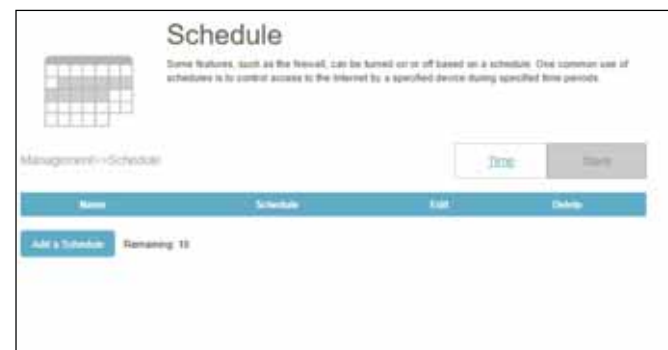 Schedule
Some features, such as the firewall, can be turned on or off based on a schedule. One common use of
schedules is to control access to the Internet by a specified device during specified time periods.
Management>>Schedule
Time Save
Name Schedule Edit Delete
Add a Schedule Remaining: 10